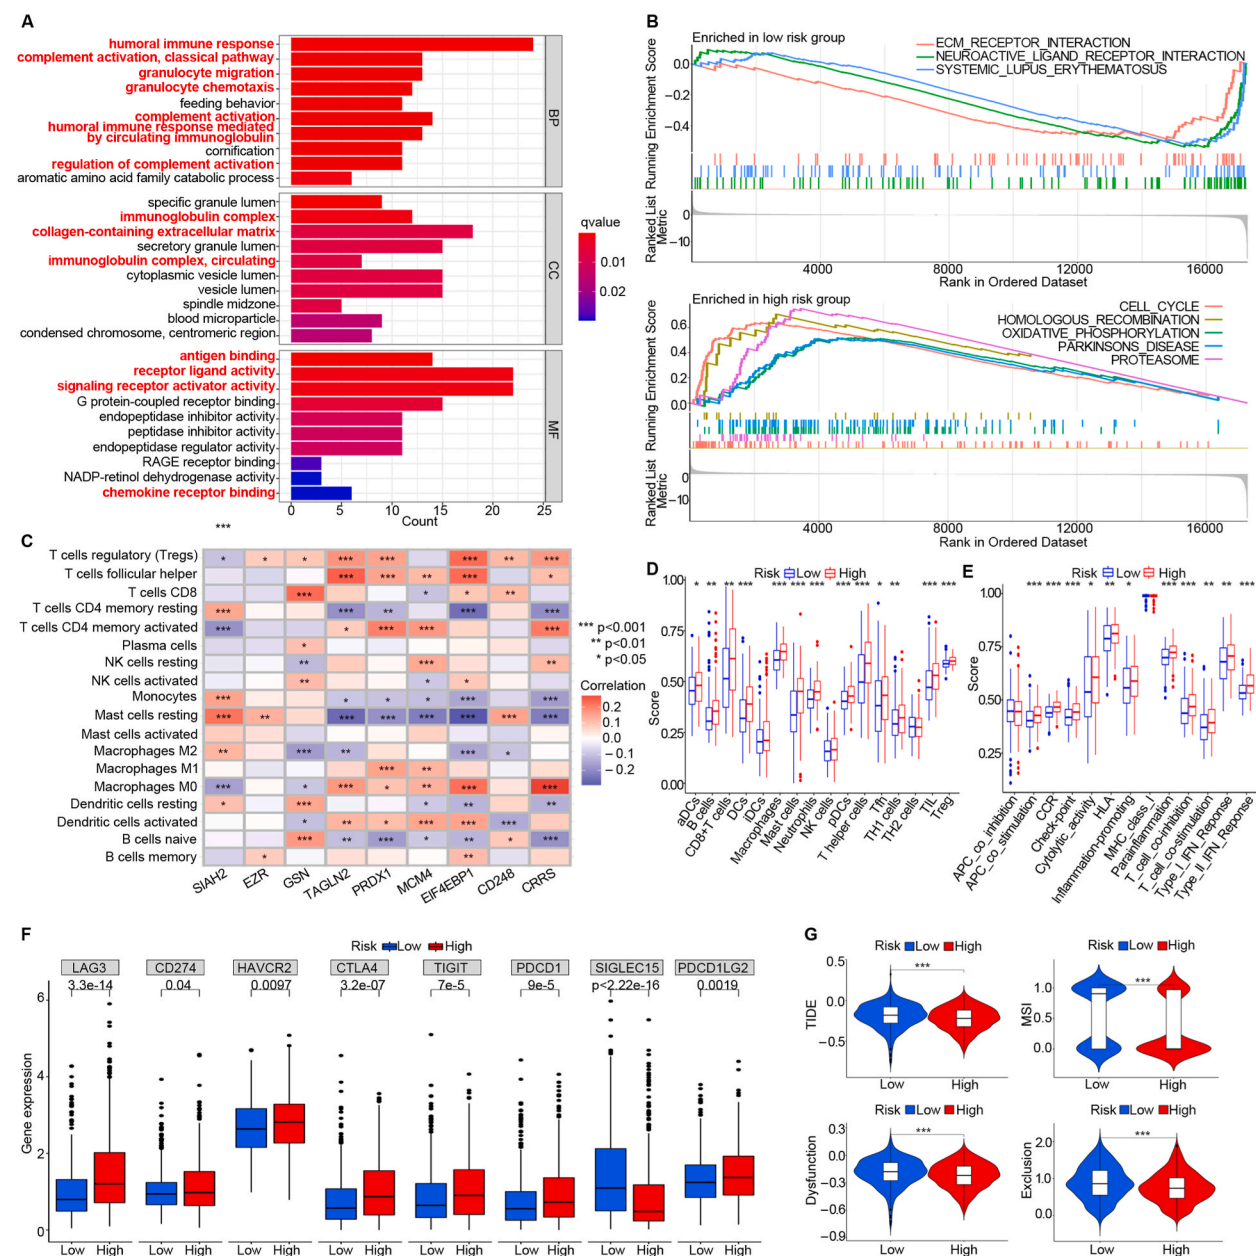 A
humoral immune response
complement activation, classical pathway
granulocyte migration
granulocyte chemotaxis
feeding behavior
complement activation
humoral immune response mediated
by circulating immunoglobulin
cornification
regulation of complement activation
aromatic amino acid family catabolic process
BP
specific granule lumen
immunoglobulin complex
collagen-containing extracellular matrix
secretory granule lumen
immunoglobulin complex, circulating
cytoplasmic vesicle lumen
vesicle lumen
spindle midzone
blood microparticle
condensed chromosome, centromeric region
CC
antigen binding
receptor ligand activity
signaling receptor activator activity
G protein-coupled receptor binding
endopeptidase inhibitor activity
peptidase inhibitor activity
endopeptidase regulator activity
RAGE receptor binding
NADP-retinol dehydrogenase activity
chemokine receptor binding
MF
0 5 10 15 20 25
Count
qvalue
0.01
0.02
B
Enriched in low risk group
ECM_RECEPTOR_INTERACTION
NEUROACTIVE_LIGAND_RECEPTOR_INTERACTION
SYSTEMIC_LUPUS_ERYTHEMATOSUS
Running Enrichment Score
0.0
−0.2
−0.4
Ranked List
Metric
0
−10
4000 8000 12000 16000
Rank in Ordered Dataset
Enriched in high risk group
CELL_CYCLE
HOMOLOGOUS_RECOMBINATION
OXIDATIVE_PHOSPHORYLATION
PARKINSONS_DISEASE
PROTEASOME
Running Enrichment Score
0.6
0.4
0.2
0.0
Ranked List
Metric
0
−10
4000 8000 12000 16000
Rank in Ordered Dataset
***
C
T cells regulatory (Tregs) * * * *** *** *** ** ***
T cells follicular helper *** *** ** *** *
T cells CD8 *** * * **
T cells CD4 memory resting *** *** ** *** ***
T cells CD4 memory activated *** * *** *** ***
Plasma cells *
NK cells resting ** *** **
NK cells activated ** * *
Monocytes *** * * * *** ***
Mast cells resting *** ** *** *** *** *** *** ***
Mast cells activated
Macrophages M2 ** *** ** *** *
Macrophages M1 *** **
Macrophages M0 *** * *** * ** *** ***
Dendritic cells resting * *** * ** **
Dendritic cells activated * ** * *** *** ***
B cells naive *** ** *** * ** * ***
B cells memory * **
SIAH2 EZR GSN TAGLN2 PRDX1 MCM4 EIF4EBP1 CD248 CRRS
*** p<0.001
** p<0.01
* p<0.05
Correlation
0.2
0.1
0.0
−0.1
−0.2
D
Risk Low High
* ** ** *** *** *** ** *** *** * ** *** ***
Score
1.00
0.75
0.50
0.25
0.00
aDCs B cells CD8+T cells DCs iDCs Macrophages Mast cells Neutrophils NK cells pDCs T helper cells Tfh TH1 cells TH2 cells TIL Treg
E
Risk Low High
*** *** *** * ** * *** *** ** ** ***
Score
100
0.75
0.50
0.25
APC_co_inhibition APC_co_stimulation CCR Check-point Cytolytic_activity HLA Inflammation-promoting MHC_class_I Parainflammation T_cell_co-inhibition T_cell_co-stimulation Type_I_IFN_Reponse Type_II_IFN_Reponse
F
Risk Low High
LAG3 CD274 HAVCR2 CTLA4 TIGIT PDCD1 SIGLEC15 PDCD1LG2
3.3e-14 0.04 0.0097 3.2e-07 7e-5 9e-5 p<2.22e-16 0.0019
Gene expression
6
4
2
0
Low High Low High Low High Low High Low High Low High Low High Low High
G
Risk Low High
***
TIDE
0.5
0.0
−0.5
Low High
Risk Low High
***
MSI
1.0
0.5
0.0
Low High
Risk Low High
***
Dysfunction
0.3
0.0
−0.3
−0.6
−0.9
Low High
Risk Low High
***
Exclusion
2.0
1.0
0.0
Low High